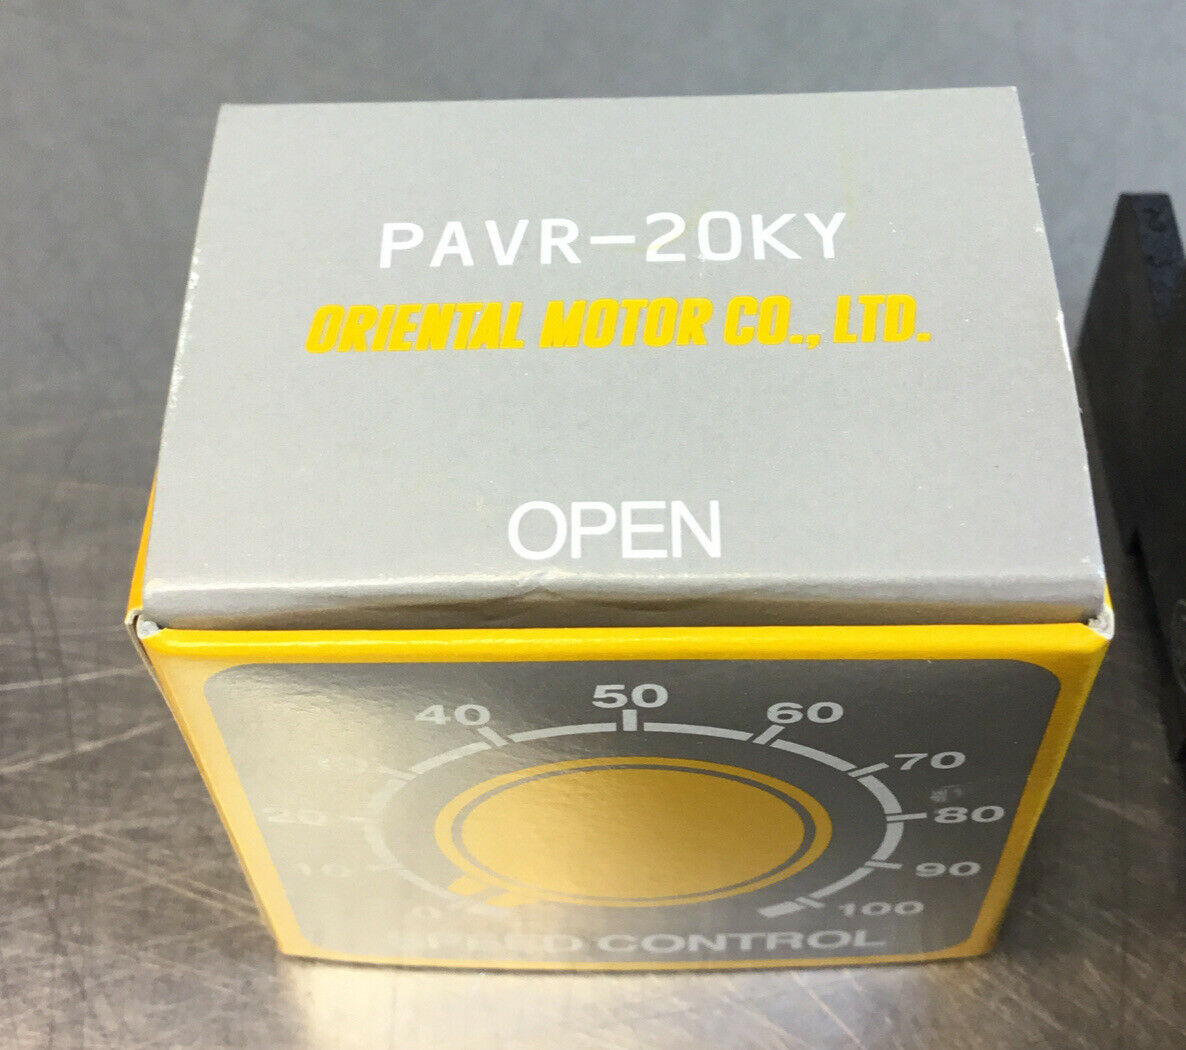 PAVR-20KY
ORIENTAL MOTOR CO., LTD.
OPEN
50
40 60
70
20 80
10 90
0 100
SPEED CONTROL